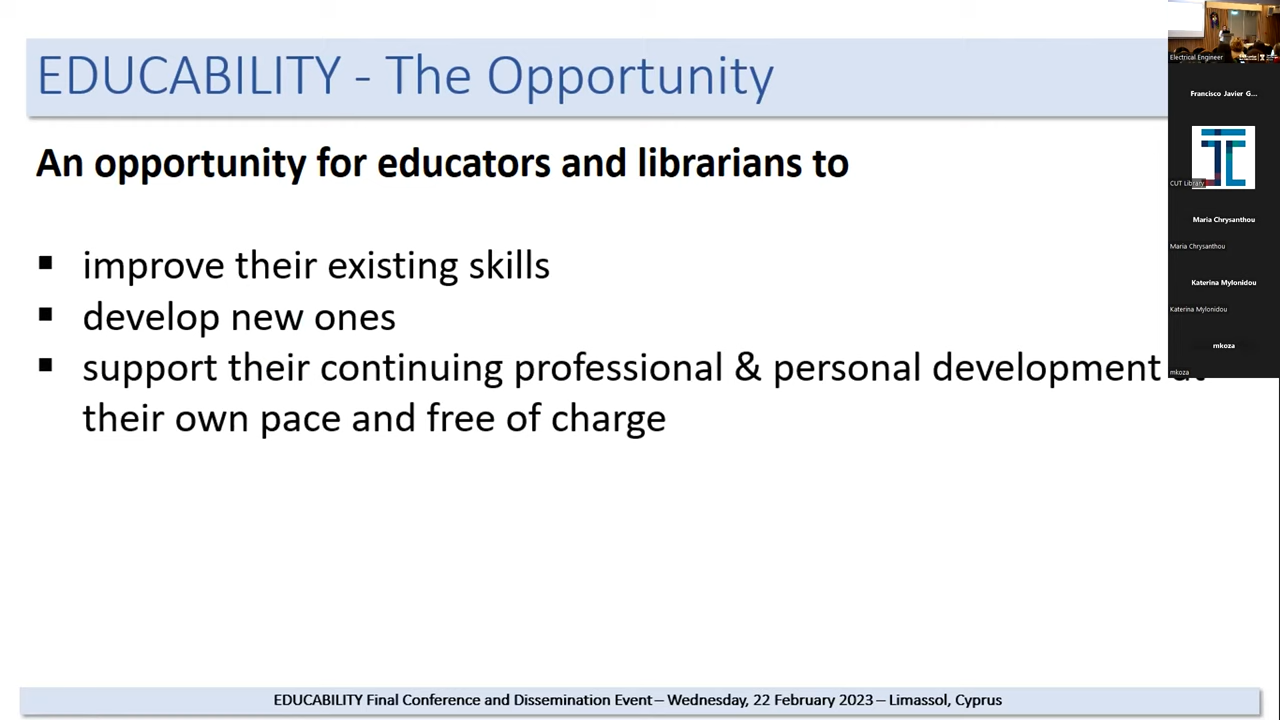 EDUCABILITY - The Opportunity
An opportunity for educators and librarians to
▪ improve their existing skills
▪ develop new ones
▪ support their continuing professional & personal development at
their own pace and free of charge
EDUCABILITY Final Conference and Dissemination Event – Wednesday, 22 February 2023 – Limassol, Cyprus
Electrical Engineer
Francisco Javier G...
CUT Library
Maria Chrysanthou
Maria Chrysanthou
Katerina Mylonidou
Katerina Mylonidou
mkoza
mkoza